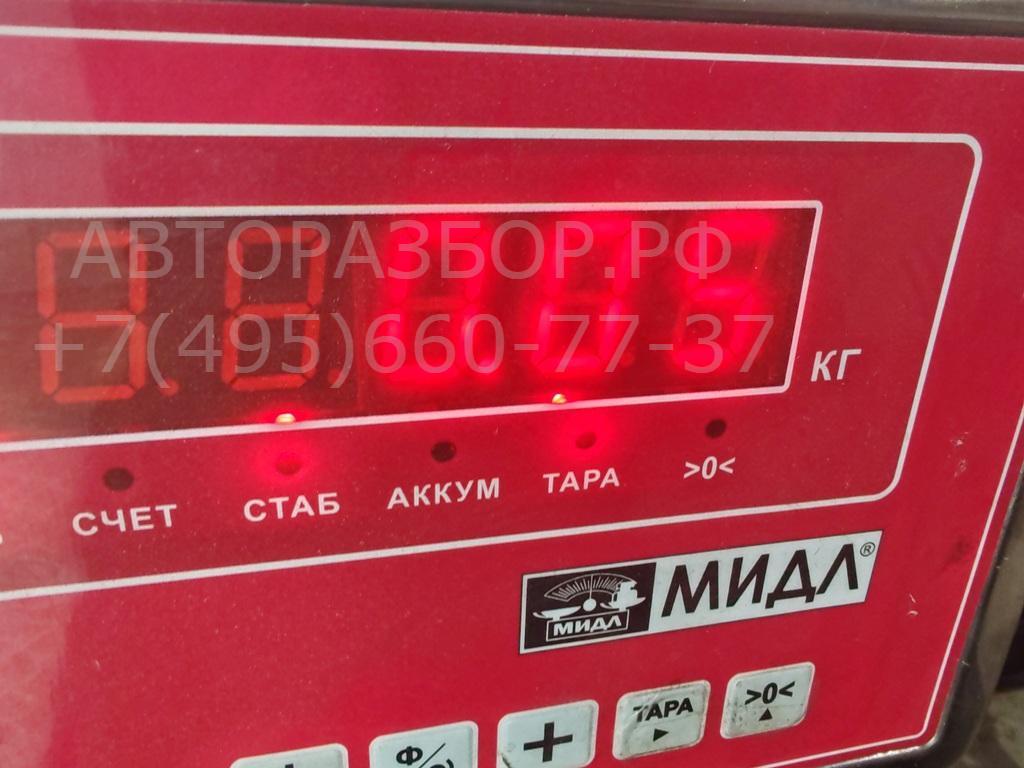 АВТОРАЗБОР.РФ
+7(495)660-77-37
КГ
СЧЕТ СТАБ АККУМ ТАРА >0<
МИДЛ МИДЛ®
+ ТАРА >0<